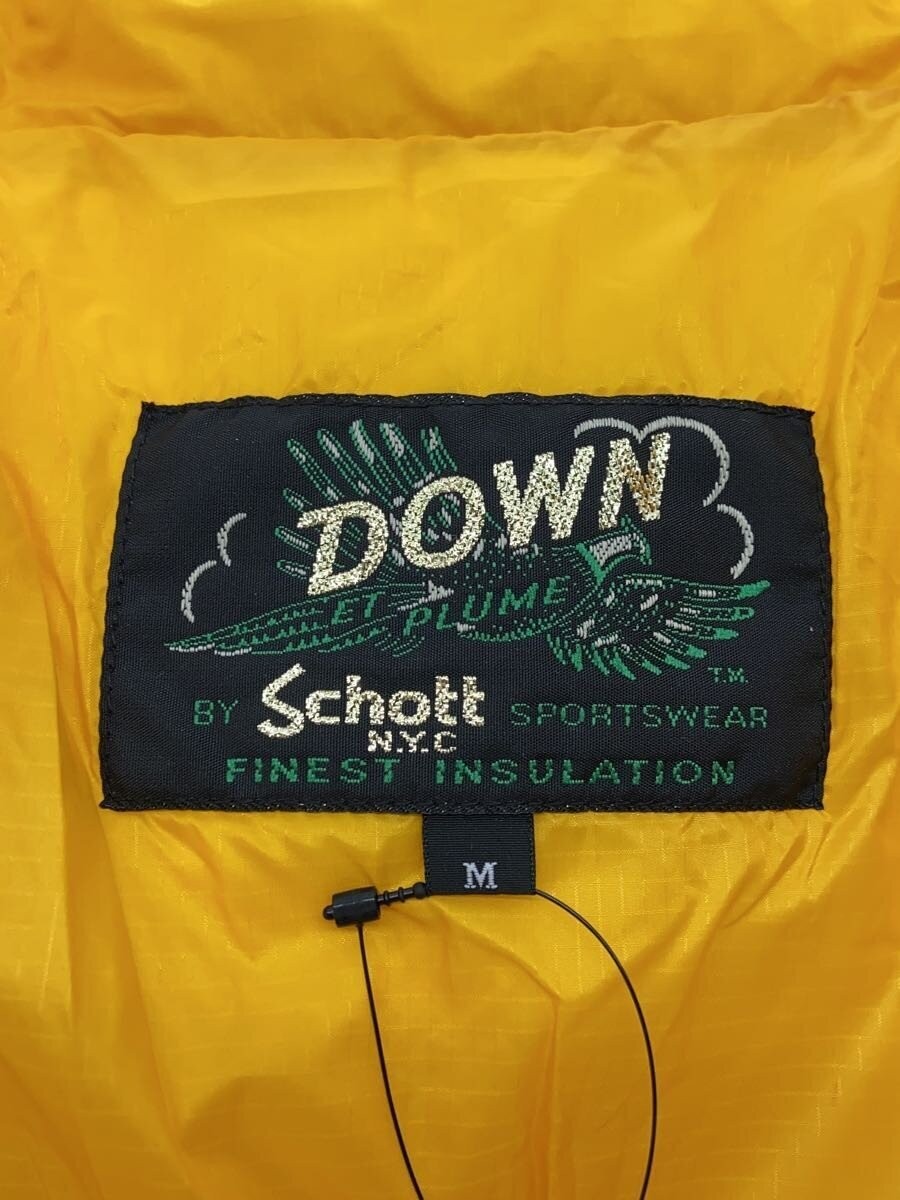 DOWN
ET PLUME
T.M.
BY Schott SPORTSWEAR
N.Y.C
FINEST INSULATION
M